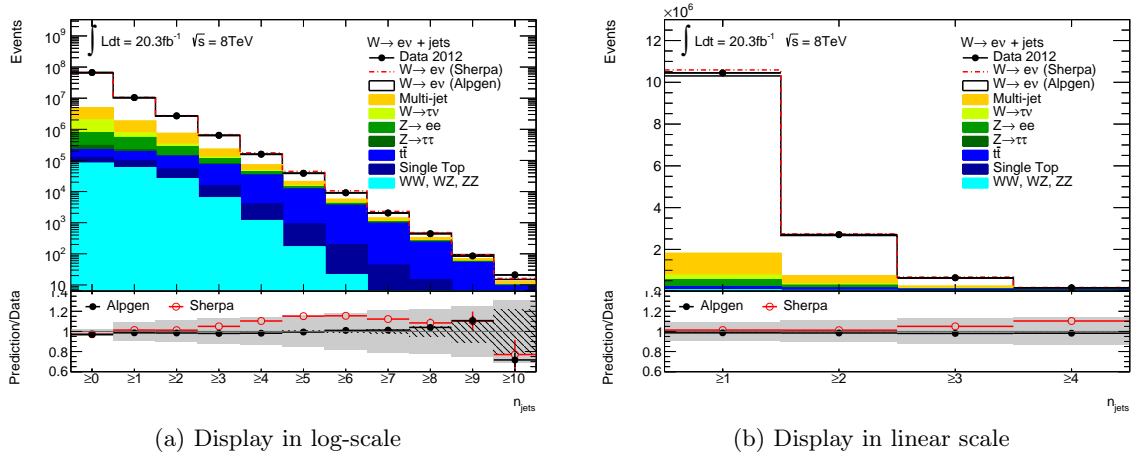 Events
10⁹
10⁸
10⁷
10⁶
10⁵
10⁴
10³
10²
10
∫ Ldt = 20.3fb⁻¹ √s = 8TeV
W→ eν + jets
Data 2012
W→ eν (Sherpa)
W→ eν (Alpgen)
Multi-jet
W→τν
Z→ ee
Z→ττ
tt̄
Single Top
WW, WZ, ZZ
Prediction/Data
1.4
1.2
1
0.8
0.6
Alpgen Sherpa
≥0 ≥1 ≥2 ≥3 ≥4 ≥5 ≥6 ≥7 ≥8 ≥9 ≥10
n_jets
(a) Display in log-scale
Events
×10⁶
12
10
8
6
4
2
∫ Ldt = 20.3fb⁻¹ √s = 8TeV
W→ eν + jets
Data 2012
W→ eν (Sherpa)
W→ eν (Alpgen)
Multi-jet
W→τν
Z→ ee
Z→ττ
tt̄
Single Top
WW, WZ, ZZ
Prediction/Data
1.2
1
0.8
0.6
Alpgen Sherpa
≥1 ≥2 ≥3 ≥4
n_jets
(b) Display in linear scale